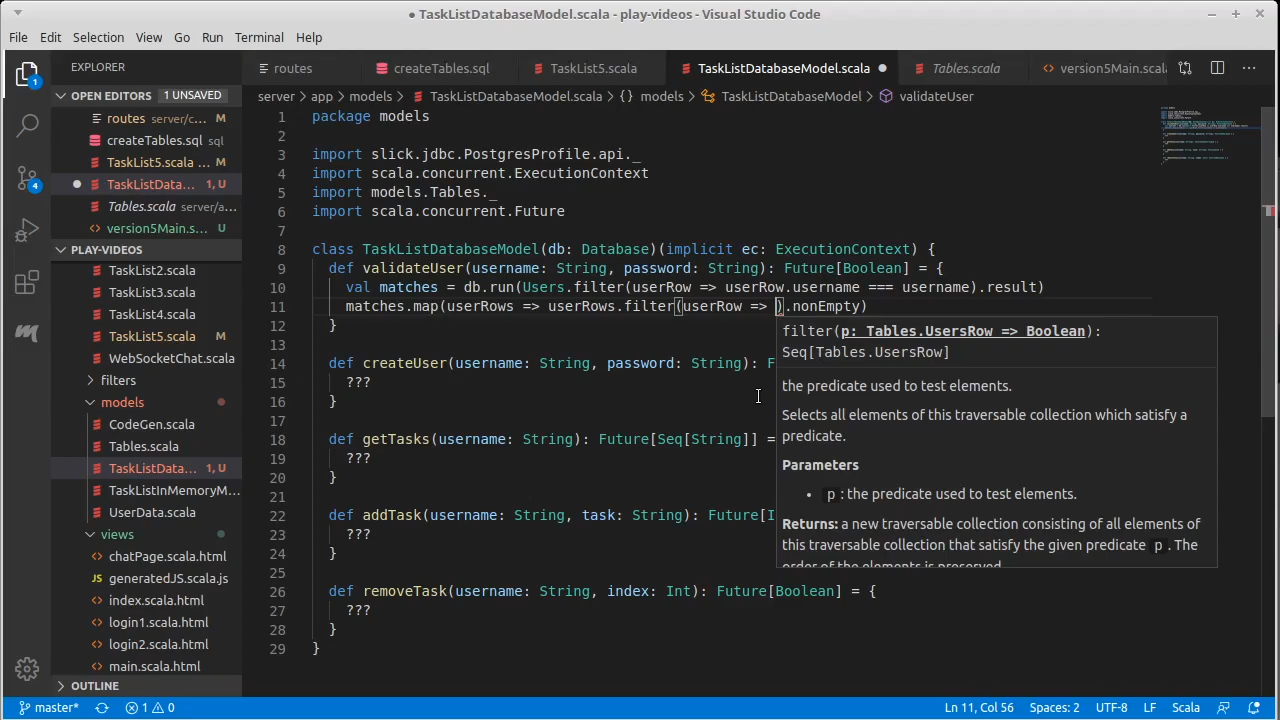 ● TaskListDatabaseModel.scala - play-videos - Visual Studio Code
File Edit Selection View Go Run Terminal Help
EXPLORER
routes createTables.sql TaskList5.scala TaskListDatabaseModel.scala Tables.scala version5Main.scal
OPEN EDITORS 1 UNSAVED
server > app > models > TaskListDatabaseModel.scala > {} models > TaskListDatabaseModel > validateUser
routes server/c... M
createTables.sql sql
TaskList5.scala ... M
TaskListData... 1, U
Tables.scala server/a...
version5Main.s... U
PLAY-VIDEOS
TaskList2.scala
TaskList3.scala
TaskList4.scala
TaskList5.scala M
WebSocketChat.scala
filters
models
CodeGen.scala
Tables.scala
TaskListData... 1, U
TaskListInMemoryM...
UserData.scala
views
chatPage.scala.html
generatedJS.scala.js
index.scala.html
login1.scala.html
login2.scala.html
main.scala.html
OUTLINE
1 package models
2
3 import slick.jdbc.PostgresProfile.api._
4 import scala.concurrent.ExecutionContext
5 import models.Tables._
6 import scala.concurrent.Future
7
8 class TaskListDatabaseModel(db: Database)(implicit ec: ExecutionContext) {
9 def validateUser(username: String, password: String): Future[Boolean] = {
10 val matches = db.run(Users.filter(userRow => userRow.username === username).result)
11 matches.map(userRows => userRows.filter(userRow => ).nonEmpty)
12 }
13
14 def createUser(username: String, password: String): F
15 ???
16 }
17
18 def getTasks(username: String): Future[Seq[String]] =
19 ???
20 }
21
22 def addTask(username: String, task: String): Future[I
23 ???
24 }
25
26 def removeTask(username: String, index: Int): Future[Boolean] = {
27 ???
28 }
29 }
filter(p: Tables.UsersRow => Boolean):
Seq[Tables.UsersRow]
the predicate used to test elements.
Selects all elements of this traversable collection which satisfy a
predicate.
Parameters
• p : the predicate used to test elements.
Returns: a new traversable collection consisting of all elements of
this traversable collection that satisfy the given predicate p . The
order of the elements is preserved.
1
4
master* 1 0 Ln 11, Col 56 Spaces: 2 UTF-8 LF Scala